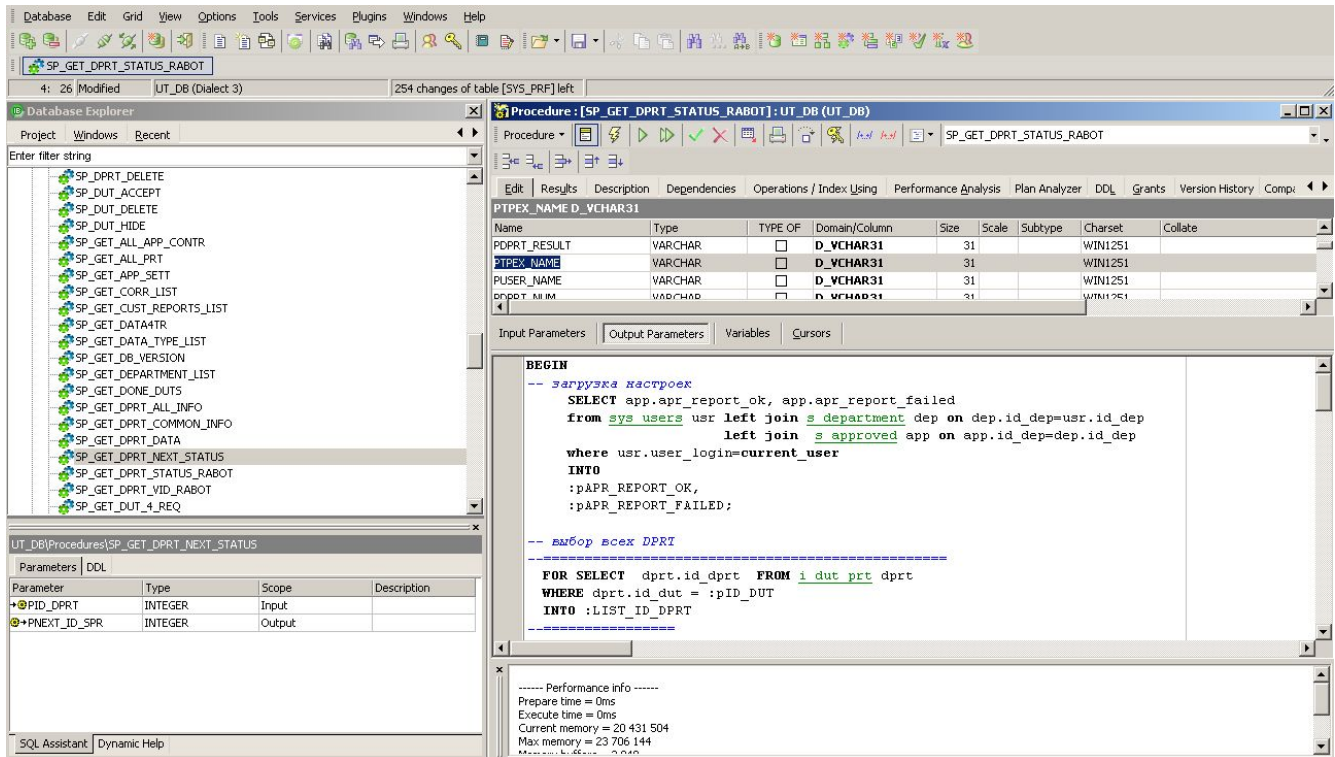 Database Edit Grid View Options Tools Services Plugins Windows Help
SP_GET_DPRT_STATUS_RABOT
4: 26 Modified UT_DB (Dialect 3) 254 changes of table [SYS_PRF] left
Database Explorer
Project Windows Recent
Enter filter string
SP_DPRT_DELETE
SP_DUT_ACCEPT
SP_DUT_DELETE
SP_DUT_HIDE
SP_GET_ALL_APP_CONTR
SP_GET_ALL_PRT
SP_GET_APP_SETT
SP_GET_CORR_LIST
SP_GET_CUST_REPORTS_LIST
SP_GET_DATA4TR
SP_GET_DATA_TYPE_LIST
SP_GET_DB_VERSION
SP_GET_DEPARTMENT_LIST
SP_GET_DONE_DUTS
SP_GET_DPRT_ALL_INFO
SP_GET_DPRT_COMMON_INFO
SP_GET_DPRT_DATA
SP_GET_DPRT_NEXT_STATUS
SP_GET_DPRT_STATUS_RABOT
SP_GET_DPRT_VID_RABOT
SP_GET_DUT_4_REQ
UT_DB\Procedures\SP_GET_DPRT_NEXT_STATUS
Parameters DDL
Parameter Type Scope Description
PID_DPRT INTEGER Input
PNEXT_ID_SPR INTEGER Output
SQL Assistant Dynamic Help
Procedure : [SP_GET_DPRT_STATUS_RABOT] : UT_DB (UT_DB)
Procedure SP_GET_DPRT_STATUS_RABOT
Edit Results Description Dependencies Operations / Index Using Performance Analysis Plan Analyzer DDL Grants Version History
PTPEX_NAME D_VCHAR31
Name Type TYPE OF Domain/Column Size Scale Subtype Charset Collate
PDPRT_RESULT VARCHAR D_VCHAR31 31 WIN1251
PTPEX_NAME VARCHAR D_VCHAR31 31 WIN1251
PUSER_NAME VARCHAR D_VCHAR31 31 WIN1251
PDPRT_NUM VARCHAR D_VCHAR31 31 WIN1251
Input Parameters Output Parameters Variables Cursors
BEGIN
-- загрузка настроек
SELECT app.apr_report_ok, app.apr_report_failed
from sys_users usr left join s_department dep on dep.id_dep=usr.id_dep
left join s_approved app on app.id_dep=dep.id_dep
where usr.user_login=current_user
INTO
:pAPR_REPORT_OK,
:pAPR_REPORT_FAILED;
-- выбор всех DPRT
--==================================================
FOR SELECT dprt.id_dprt FROM i_dut_prt dprt
WHERE dprt.id_dut = :pID_DUT
INTO :LIST_ID_DPRT
--=================
------ Performance info ------
Prepare time = 0ms
Execute time = 0ms
Current memory = 20 431 504
Max memory = 23 706 144